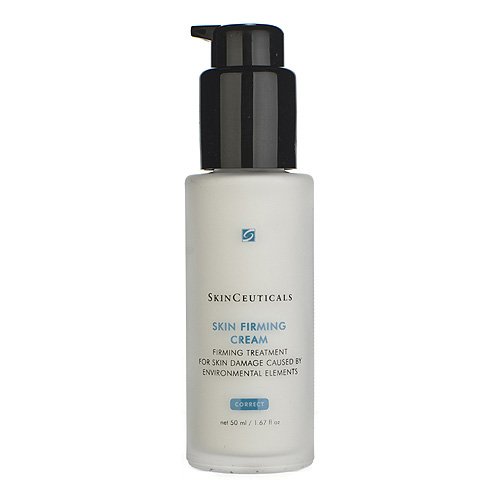 SKINCEUTICALS
SKIN FIRMING
CREAM
FIRMING TREATMENT
FOR SKIN DAMAGE CAUSED BY
ENVIRONMENTAL ELEMENTS
CORRECT
net 50 ml / 1.67 fl oz